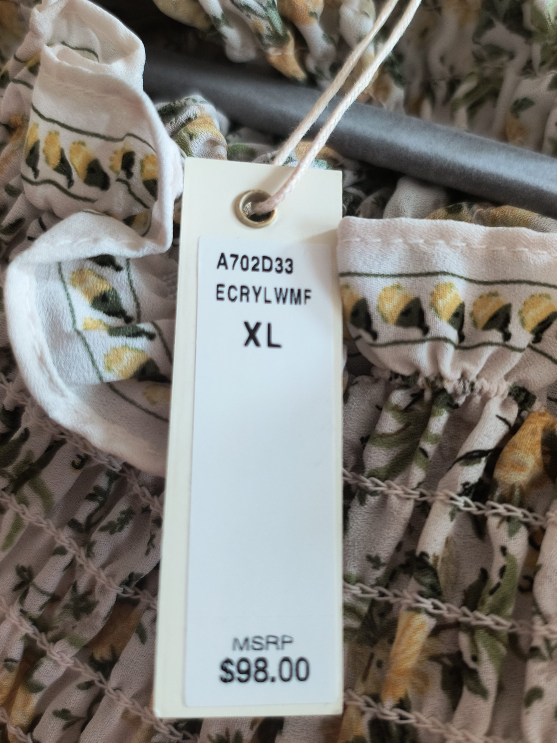 A702D33
ECRYLWMF
XL
MSRP
$98.00